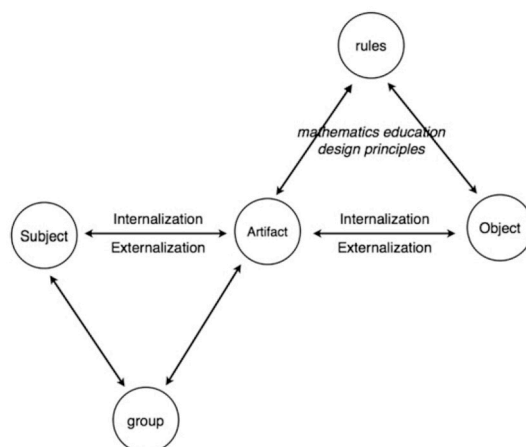 rules
mathematics education
design principles
Internalization
Internalization
Subject
Artifact
Object
Externalization
Externalization
group